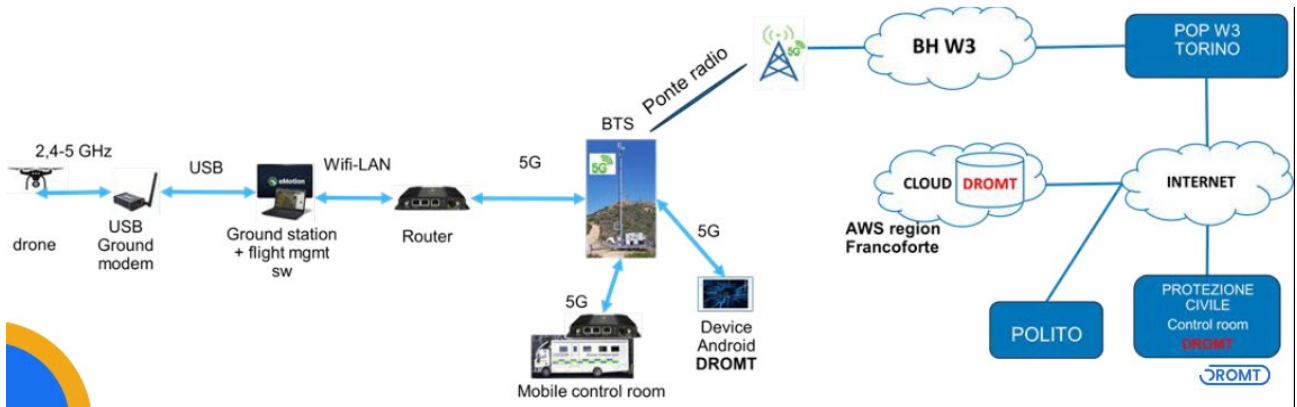 2,4-5 GHz
drone
USB
Ground
modem
USB
eMotion
Ground station
+ flight mgmt
sw
Wifi-LAN
Router
5G
BTS
5G
5G
Mobile control room
5G
Device
Android
DROMT
Ponte radio
5G
BH W3
POP W3
TORINO
CLOUD
DROMT
AWS region
Francoforte
INTERNET
POLITO
PROTEZIONE
CIVILE
Control room
DROMT
DROMT